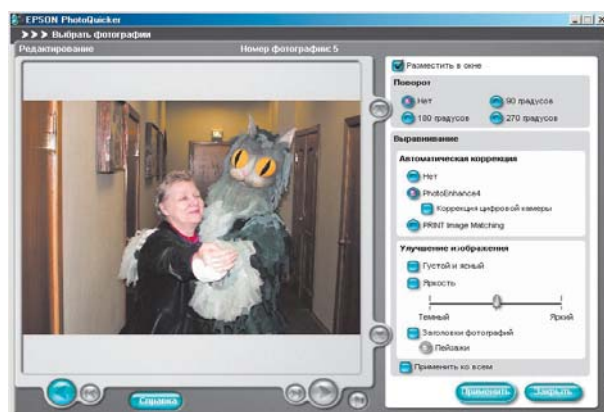 EPSON PhotoQuicker
>>> Выбрать фотографии
Редактирование
Номер фотографии: 5
Разместить в окне
Поворот
Нет
90 градусов
180 градусов
270 градусов
Выравнивание
Автоматическая коррекция
Нет
PhotoEnhance4
Коррекция цифровой камеры
PRINT Image Matching
Улучшение изображения
Густой и ясный
Яркость
Темный
Яркий
Заголовки фотографий
Пейзажи
Применить ко всем
Справка
Применить
Закрыть